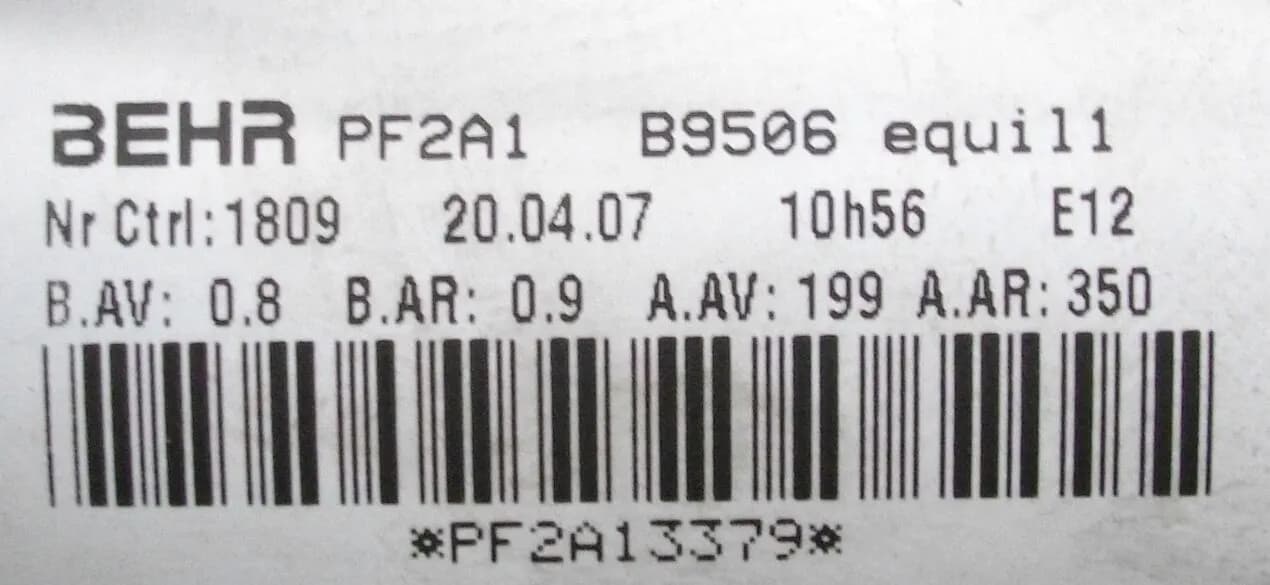 BEHR PF2A1 B9506 equil1
Nr Ctrl:1809 20.04.07 10h56 E12
B.AV: 0.8 B.AR: 0.9 A.AV: 199 A.AR: 350
*PF2A13379*